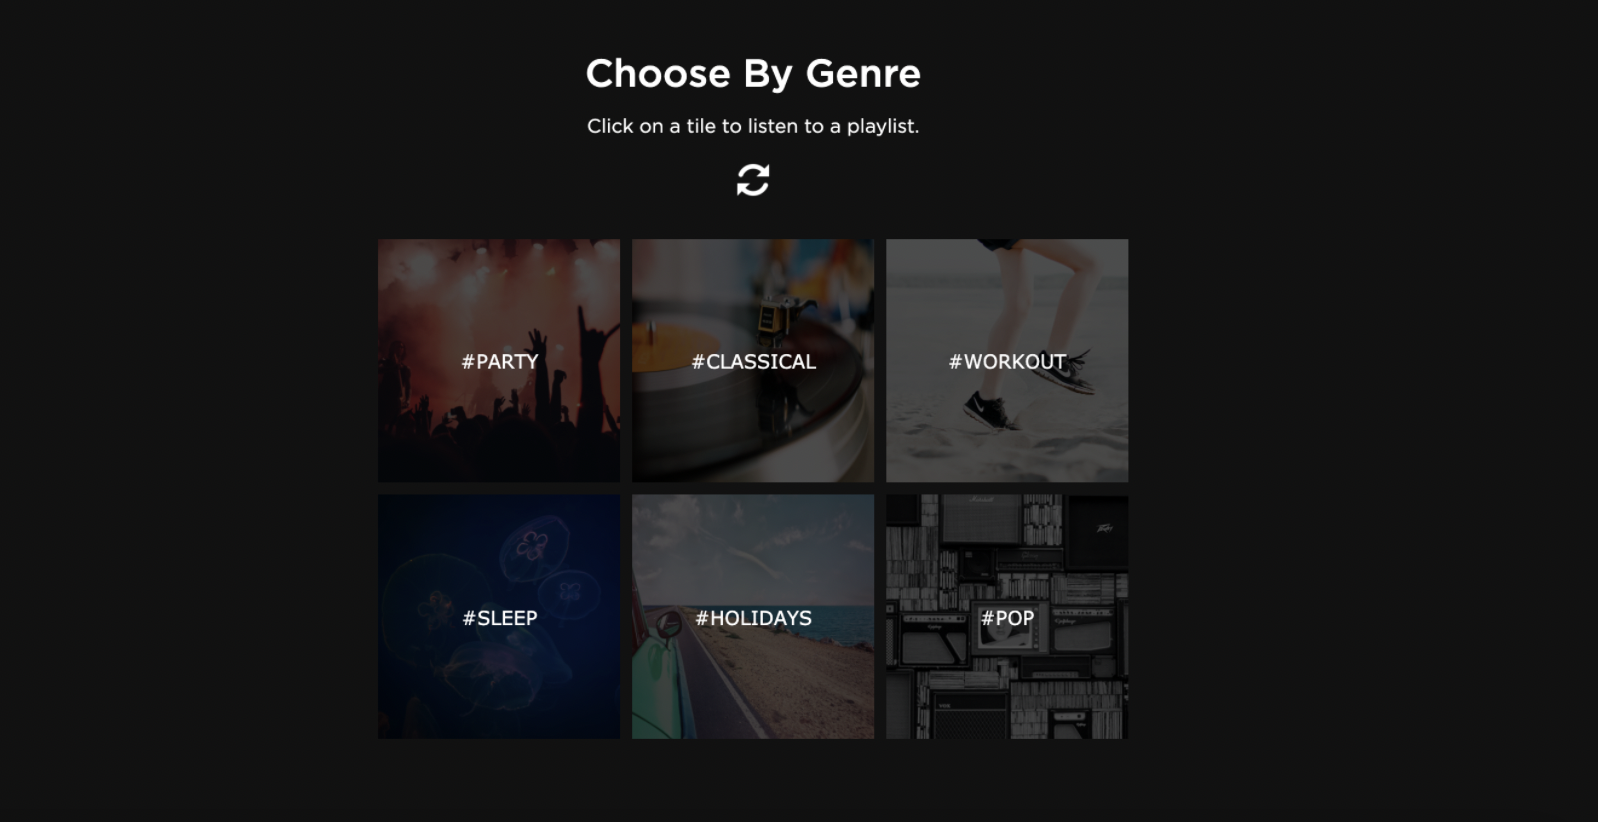 Choose By Genre
Click on a tile to listen to a playlist.
#PARTY
#CLASSICAL
#WORKOUT
#SLEEP
#HOLIDAYS
#POP